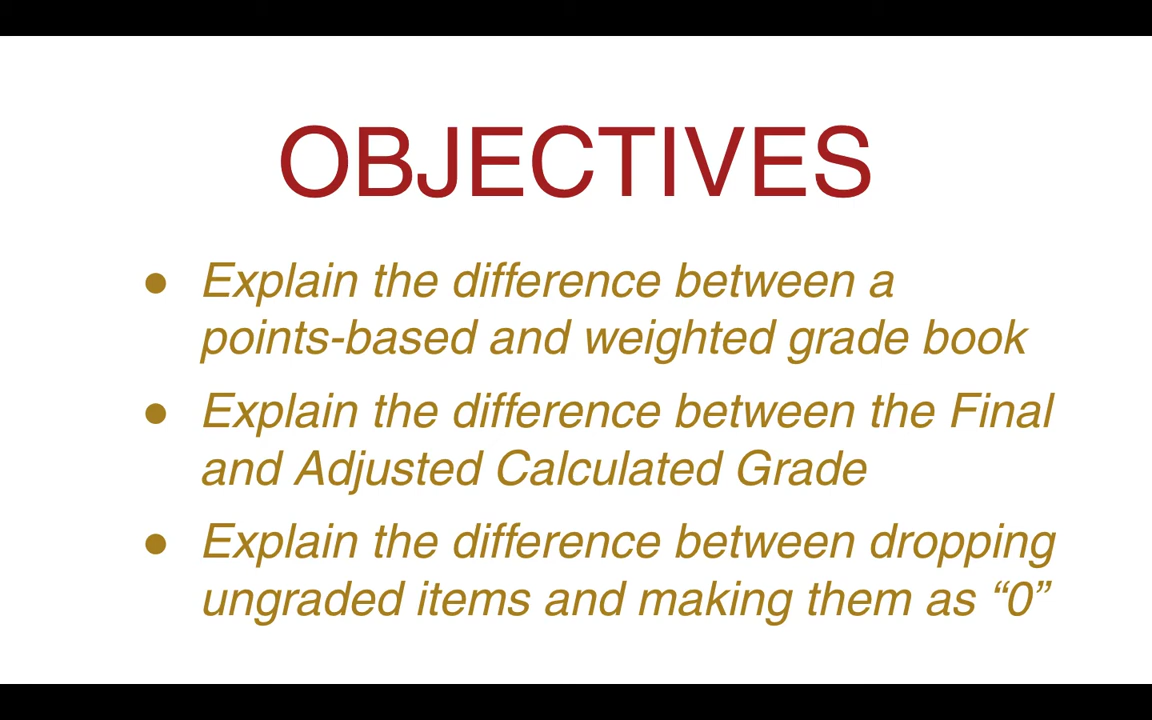 OBJECTIVES
● Explain the difference between a
points-based and weighted grade book
● Explain the difference between the Final
and Adjusted Calculated Grade
● Explain the difference between dropping
ungraded items and making them as “0”